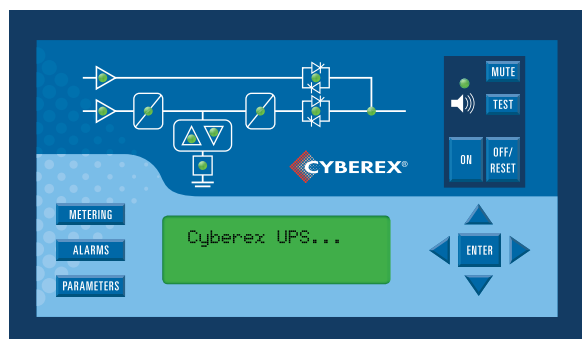 MUTE
TEST
ON
OFF/
RESET
CYBEREX®
METERING
ALARMS
PARAMETERS
Cyberex UPS...
ENTER